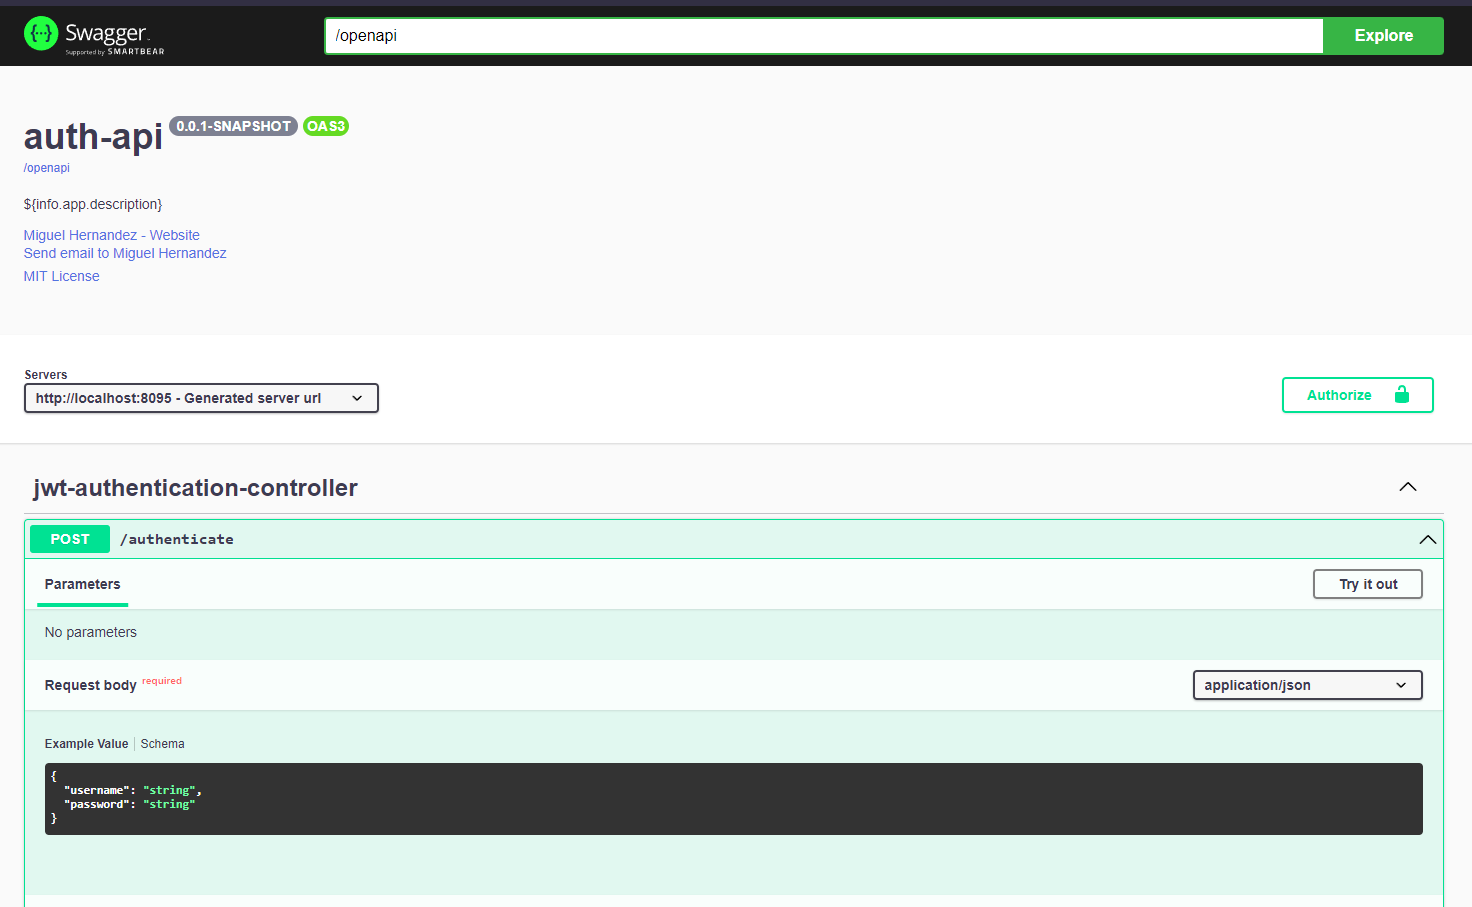 Swagger
Supported by SMARTBEAR
/openapi
Explore
auth-api 0.0.1-SNAPSHOT OAS3
/openapi
${info.app.description}
Miguel Hernandez - Website
Send email to Miguel Hernandez
MIT License
Servers
http://localhost:8095 - Generated server url
Authorize
jwt-authentication-controller
POST /authenticate
Parameters
Try it out
No parameters
Request body required
application/json
Example Value Schema
{
  "username": "string",
  "password": "string"
}